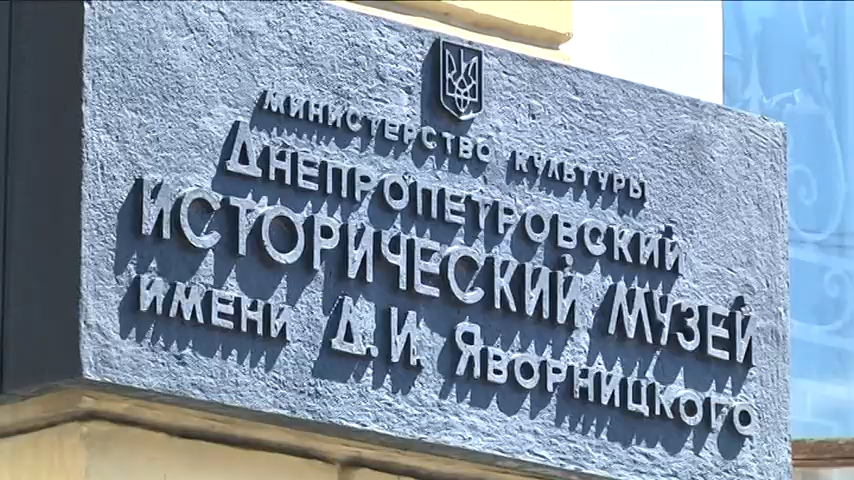 МИНИСТЕРСТВО КУЛЬТУРЫ
ДНЕПРОПЕТРОВСКИЙ
ИСТОРИЧЕСКИЙ МУЗЕЙ
ИМЕНИ Д. И. ЯВОРНИЦКОГО